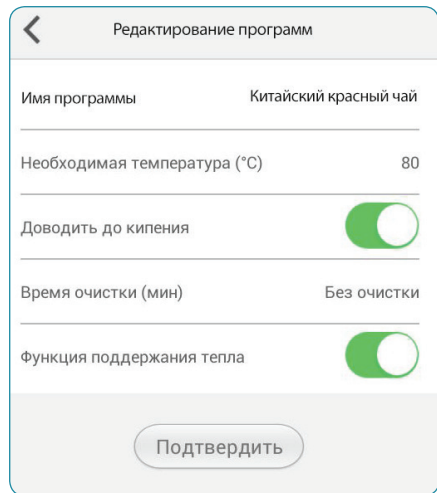 Редактирование программ
Имя программы Китайский красный чай
Необходимая температура (°C) 80
Доводить до кипения
Время очистки (мин) Без очистки
Функция поддержания тепла
Подтвердить